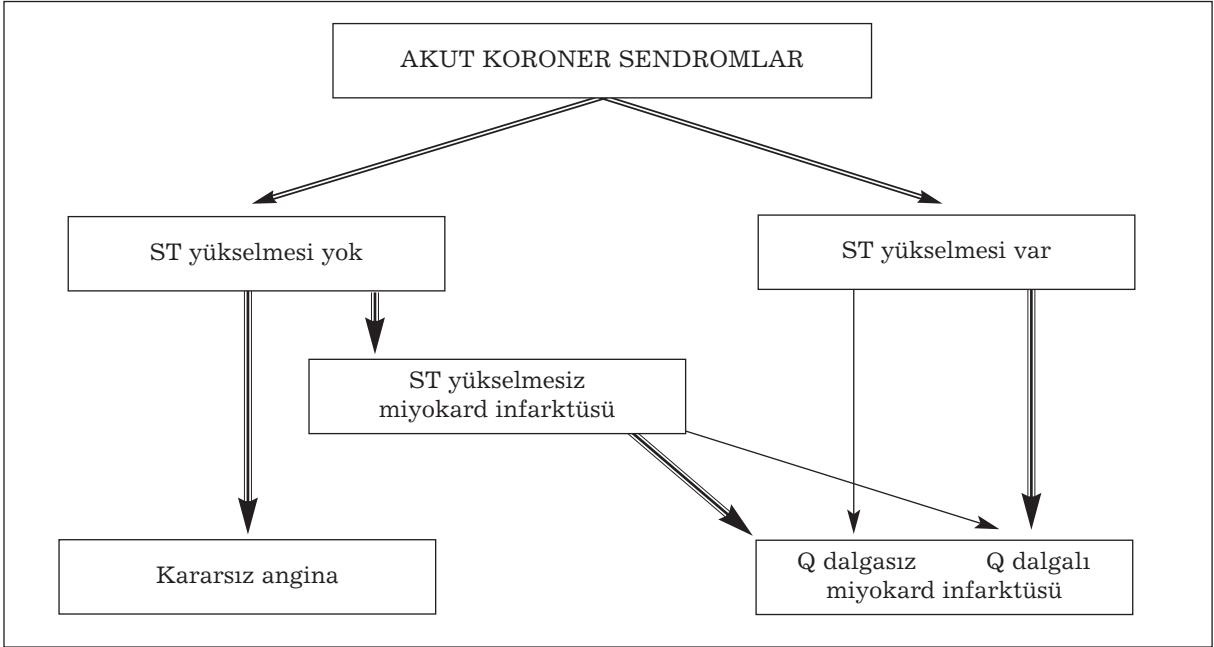 AKUT KORONER SENDROMLAR
ST yükselmesi yok
ST yükselmesi var
ST yükselmesiz
miyokard infarktüsü
Kararsız angina
Q dalgasız Q dalgalı
miyokard infarktüsü